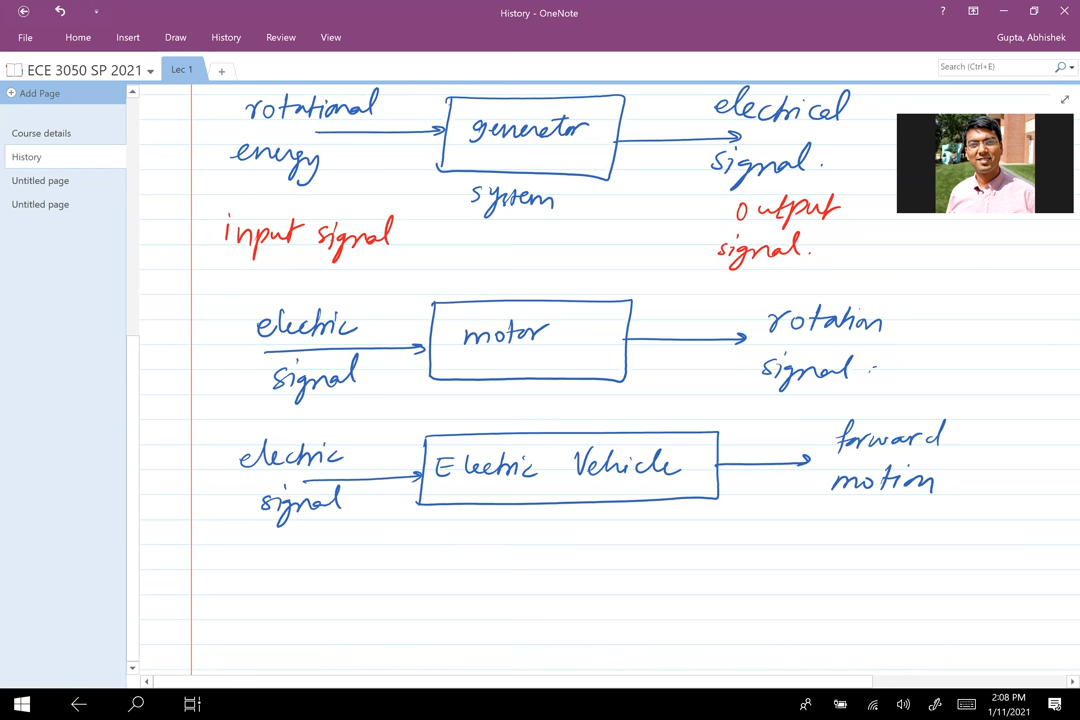 History - OneNote
?
File Home Insert Draw History Review View
Gupta, Abhishek
ECE 3050 SP 2021
Lec 1
+
Search (Ctrl+E)
Add Page
Course details
History
Untitled page
Untitled page
rotational
energy
generator
system
electrical
signal.
input signal
output
signal.
electric
signal
motor
rotation
signal
electric
signal
Electric Vehicle
forward
motion
2:08 PM
1/11/2021